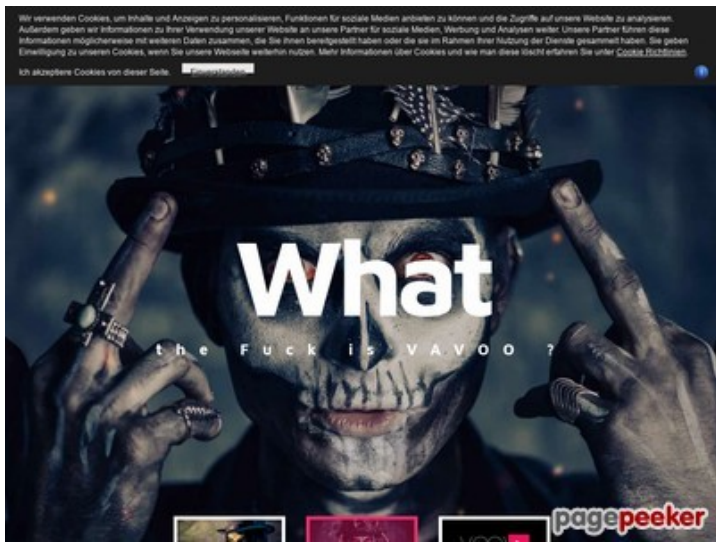 Wir verwenden Cookies, um Inhalte und Anzeigen zu personalisieren, Funktionen für soziale Medien anbieten zu können und die Zugriffe auf unsere Website zu analysieren.
Außerdem geben wir Informationen zu Ihrer Verwendung unserer Website an unsere Partner für soziale Medien, Werbung und Analysen weiter. Unsere Partner führen diese
Informationen möglicherweise mit weiteren Daten zusammen, die Sie ihnen bereitgestellt haben oder die sie im Rahmen Ihrer Nutzung der Dienste gesammelt haben. Sie geben
Einwilligung zu unseren Cookies, wenn Sie unsere Webseite weiterhin nutzen. Mehr Informationen über Cookies und wie man diese löscht erfahren Sie unter Cookie Richtlinien.
Ich akzeptiere Cookies von dieser Seite. Einverstanden
What
the Fuck is VAVOO ?
pagepeeker